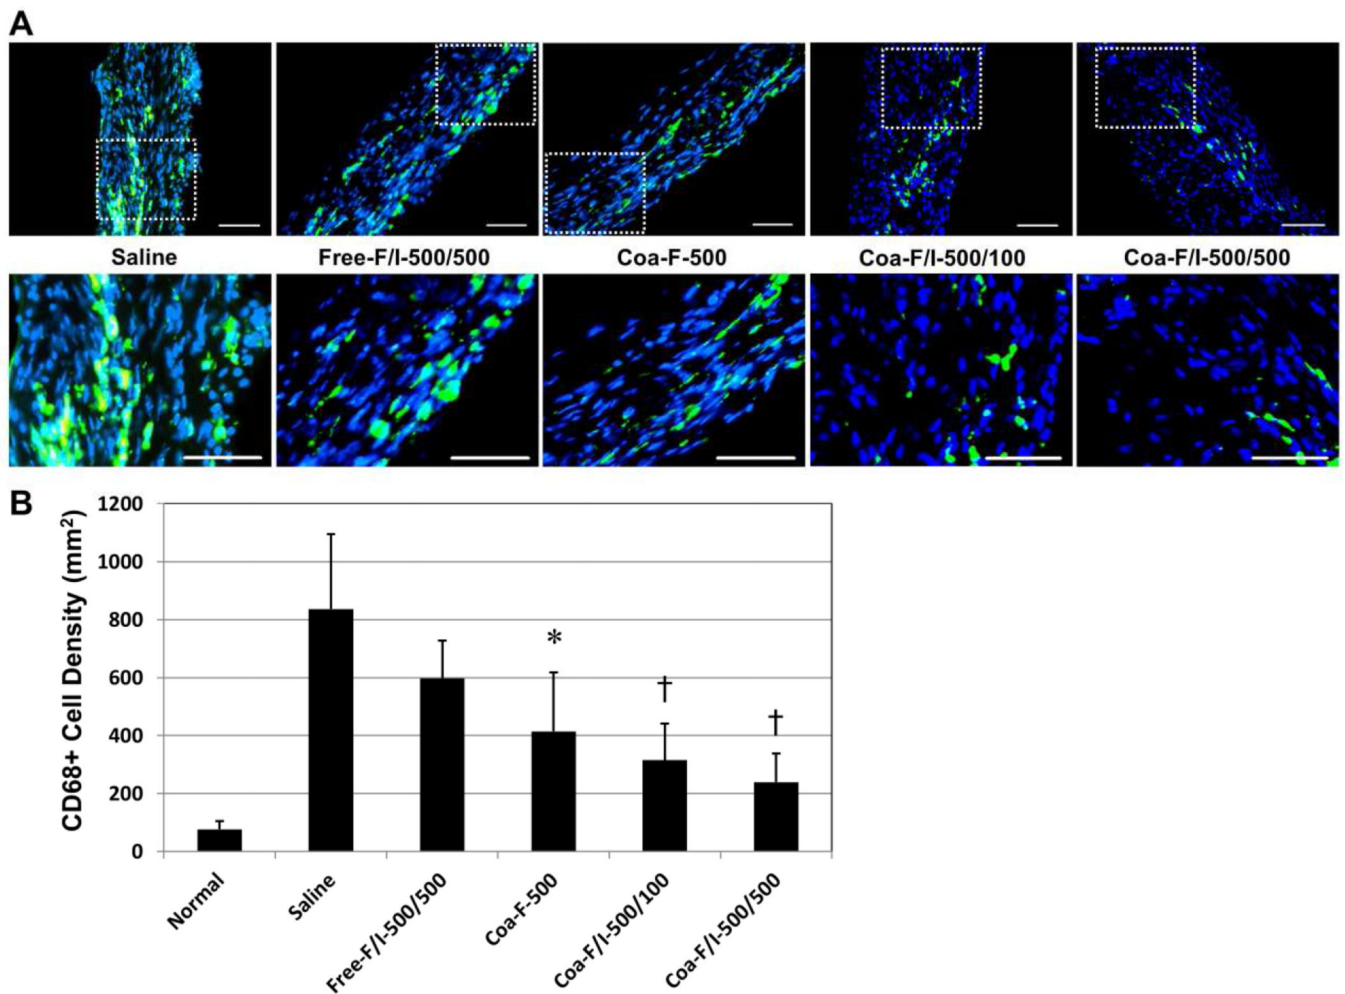 A
Saline
Free-F/I-500/500
Coa-F-500
Coa-F/I-500/100
Coa-F/I-500/500
B
CD68+ Cell Density (mm²)
1200
1000
800
600
400
200
0
*
†
†
Normal
Saline
Free-F/I-500/500
Coa-F-500
Coa-F/I-500/100
Coa-F/I-500/500